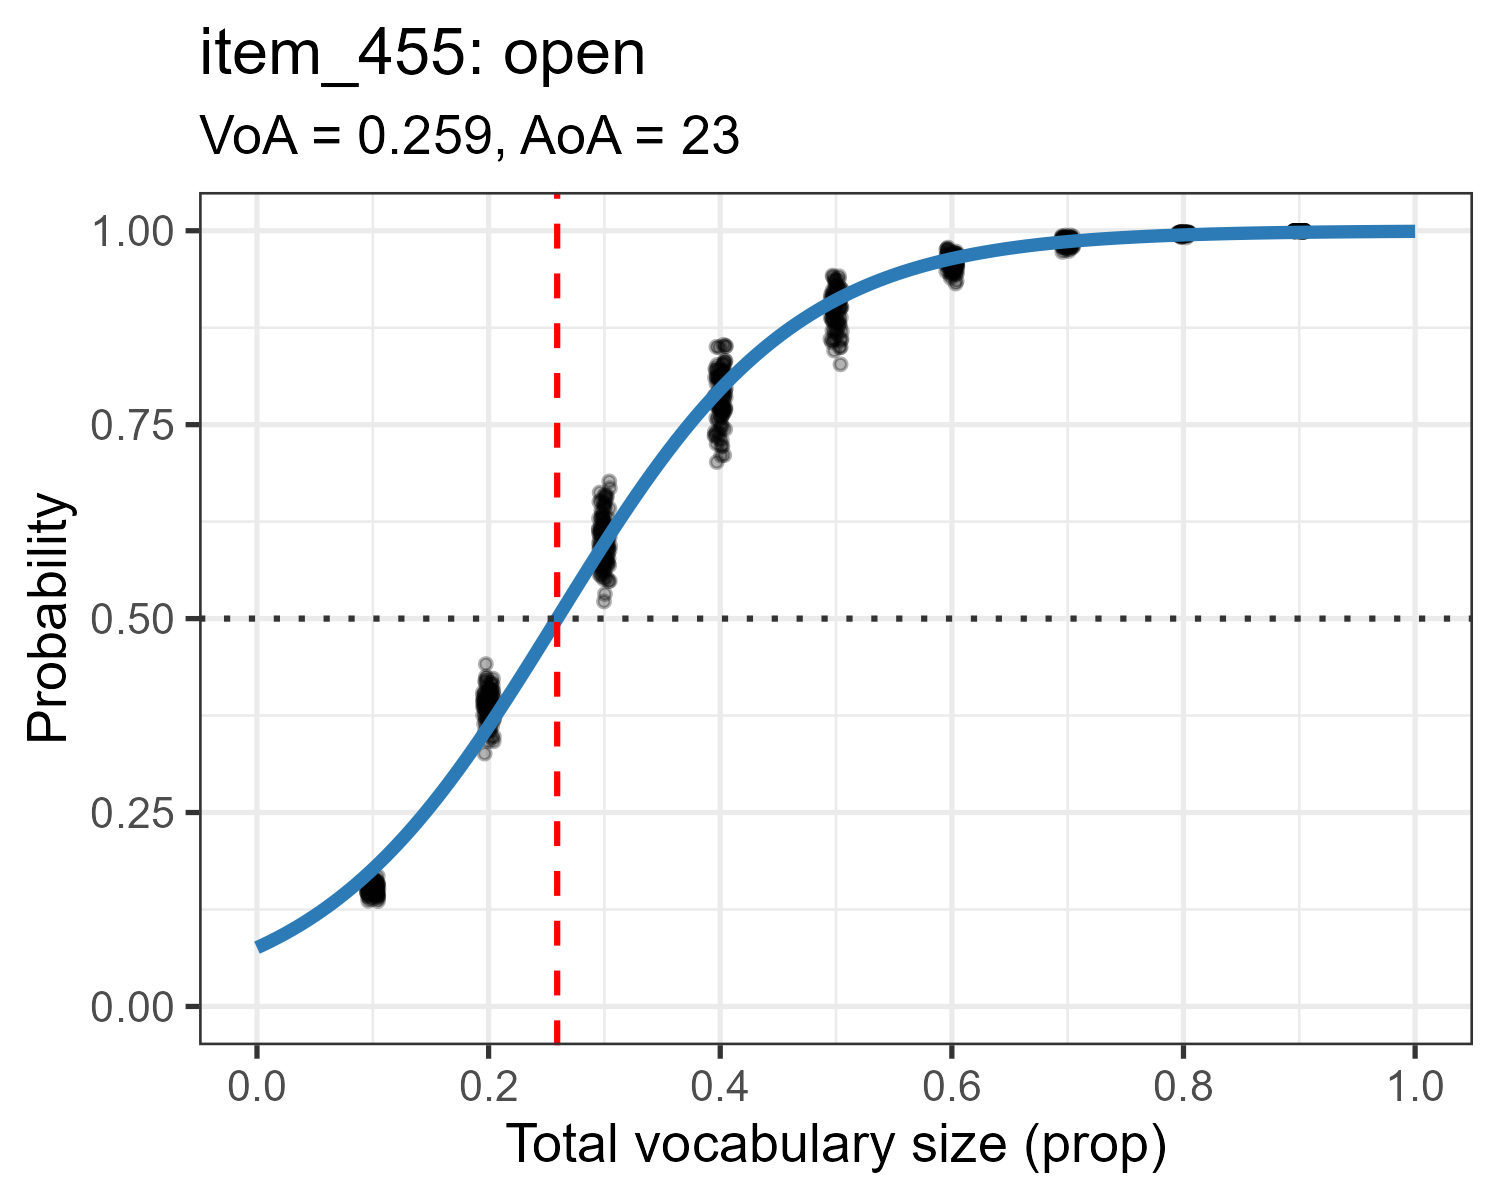 item_455: open
VoA = 0.259, AoA = 23
1.00
0.75
0.50
0.25
0.00
Probability
0.0 0.2 0.4 0.6 0.8 1.0
Total vocabulary size (prop)